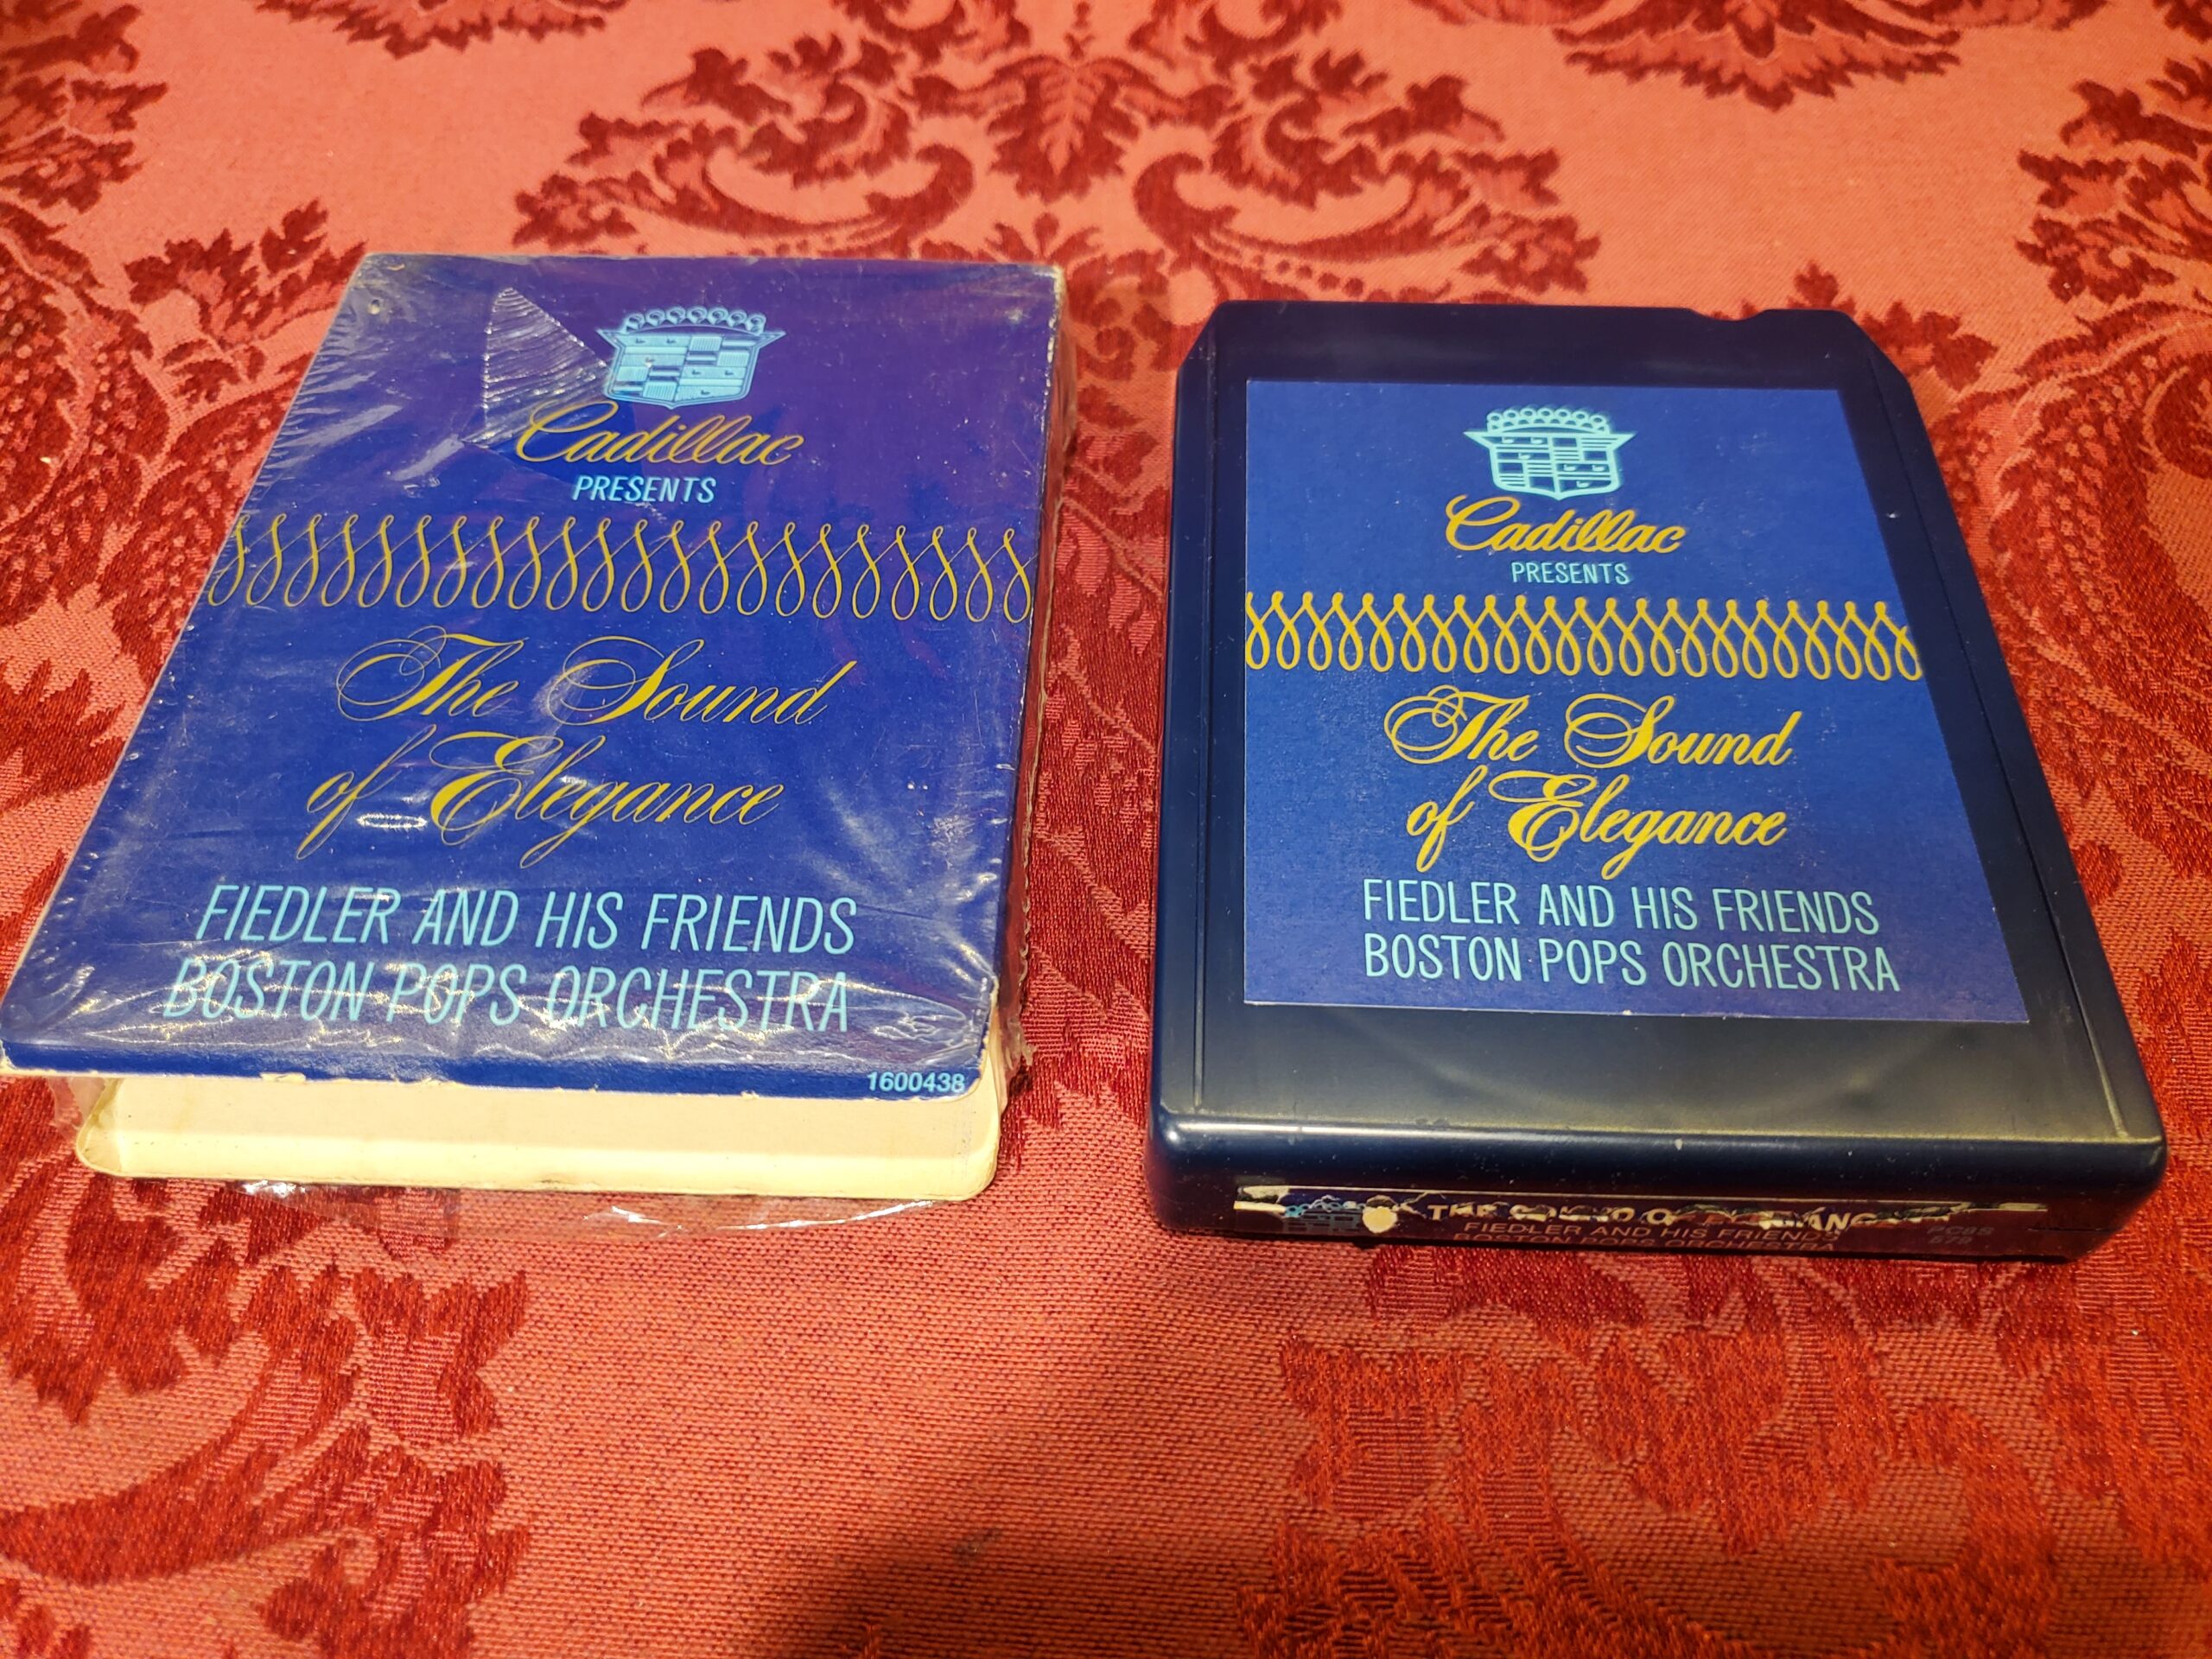 Cadillac
PRESENTS
The Sound
of Elegance
FIEDLER AND HIS FRIENDS
BOSTON POPS ORCHESTRA
1600438
Cadillac
PRESENTS
The Sound
of Elegance
FIEDLER AND HIS FRIENDS
BOSTON POPS ORCHESTRA
THE
FIEDLER AND HIS FRIENDS
BOSTON POPS ORCHESTRA